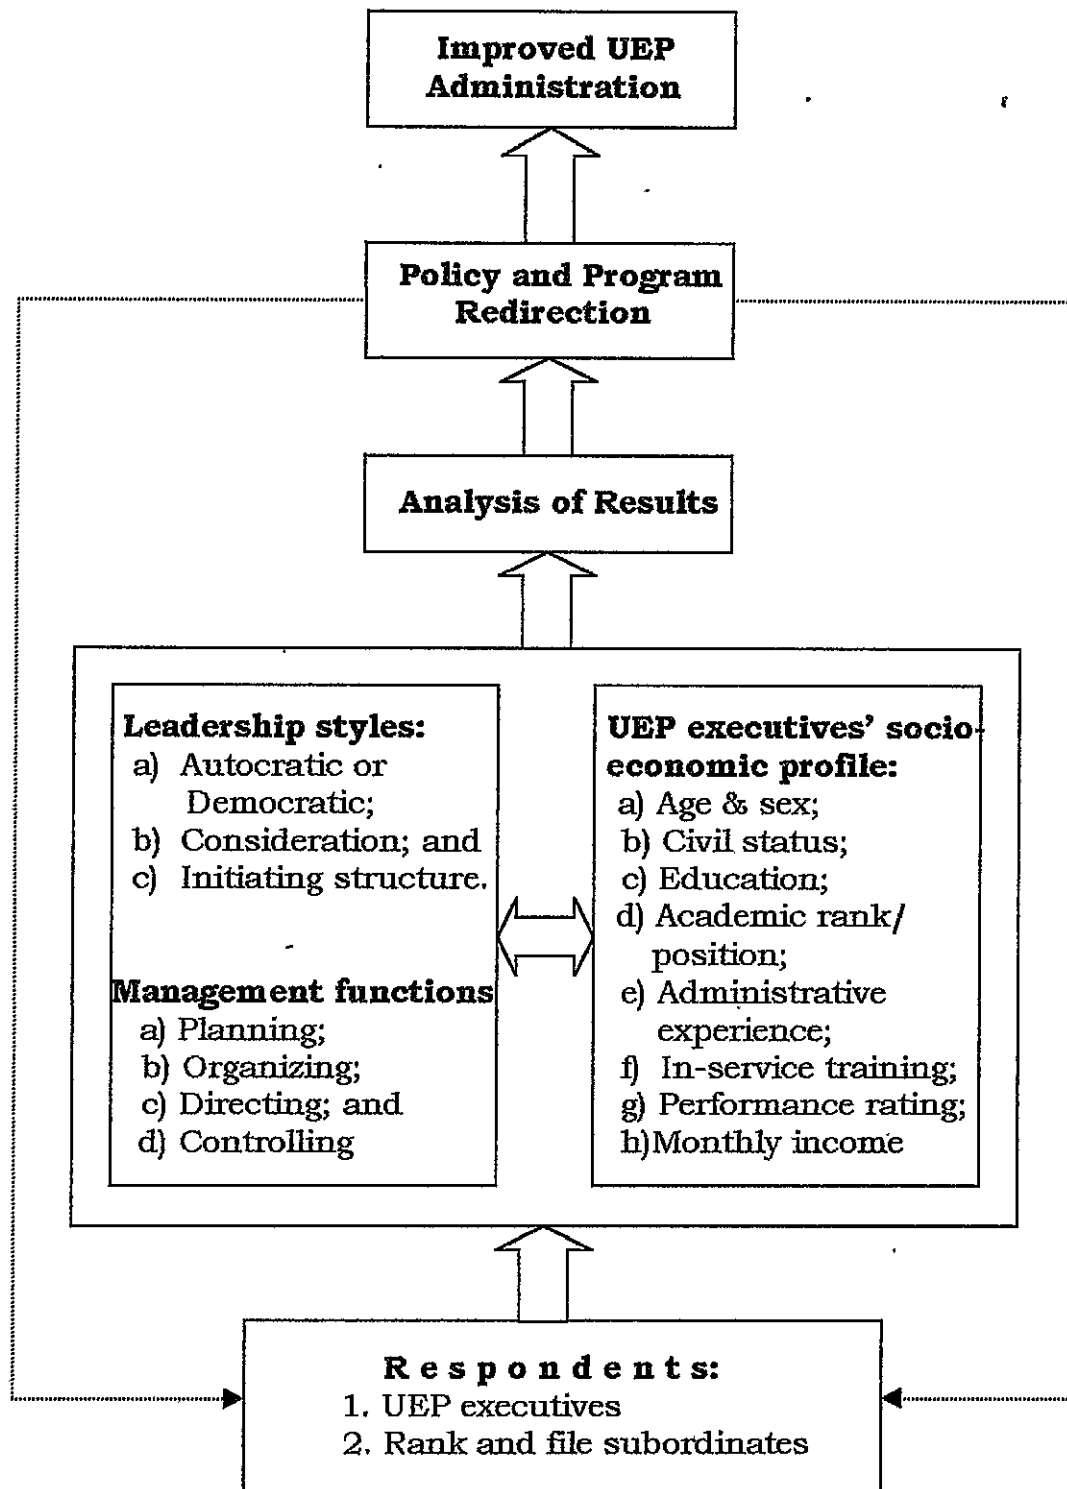 Improved UEP
Administration
Policy and Program
Redirection
Analysis of Results
Leadership styles:
a) Autocratic or
Democratic;
b) Consideration; and
c) Initiating structure.
Management functions
a) Planning;
b) Organizing;
c) Directing; and
d) Controlling
UEP executives' socio-
economic profile:
a) Age & sex;
b) Civil status;
c) Education;
d) Academic rank/
position;
e) Administrative
experience;
f) In-service training;
g) Performance rating;
h)Monthly income
R e s p o n d e n t s:
1. UEP executives
2. Rank and file subordinates